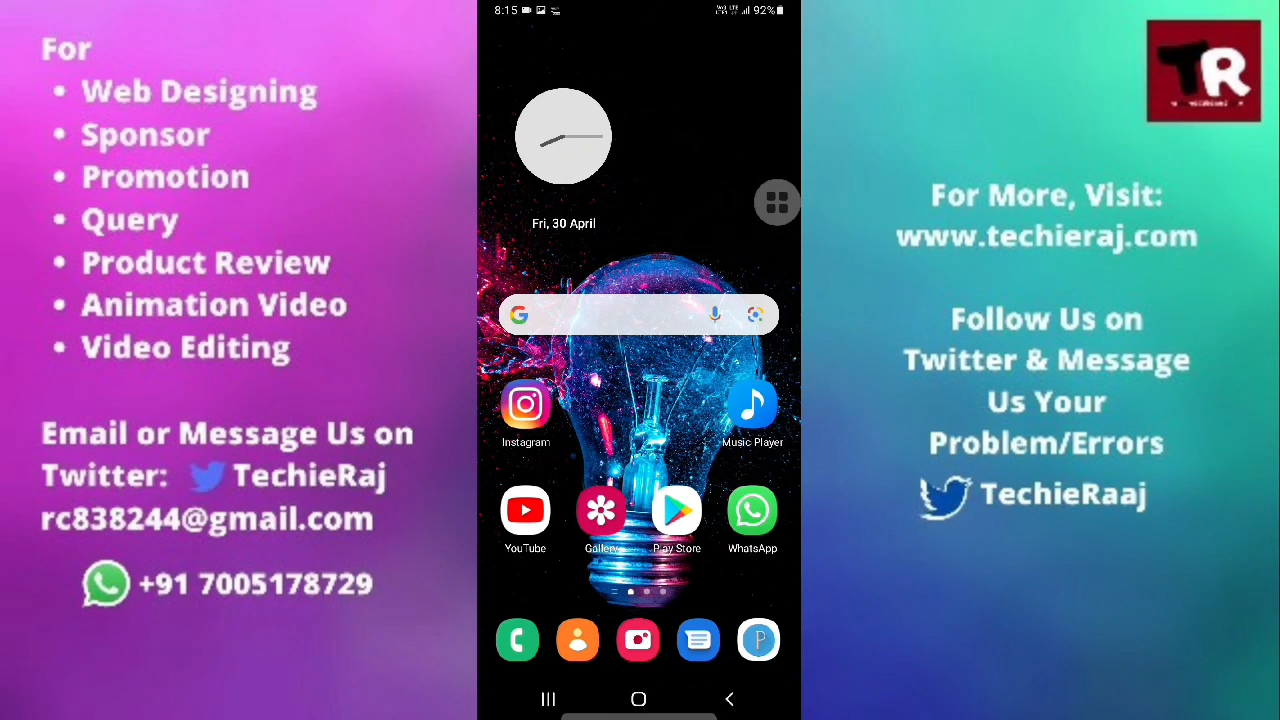 For
• Web Designing
• Sponsor
• Promotion
• Query
• Product Review
• Animation Video
• Video Editing
Email or Message Us on
Twitter: TechieRaj
rc838244@gmail.com
+91 7005178729
8:15
92%
Fri, 30 April
Instagram
Music Player
YouTube
Gallery
Play Store
WhatsApp
TR
For More, Visit:
www.techieraj.com
Follow Us on
Twitter & Message
Us Your
Problem/Errors
TechieRaaj